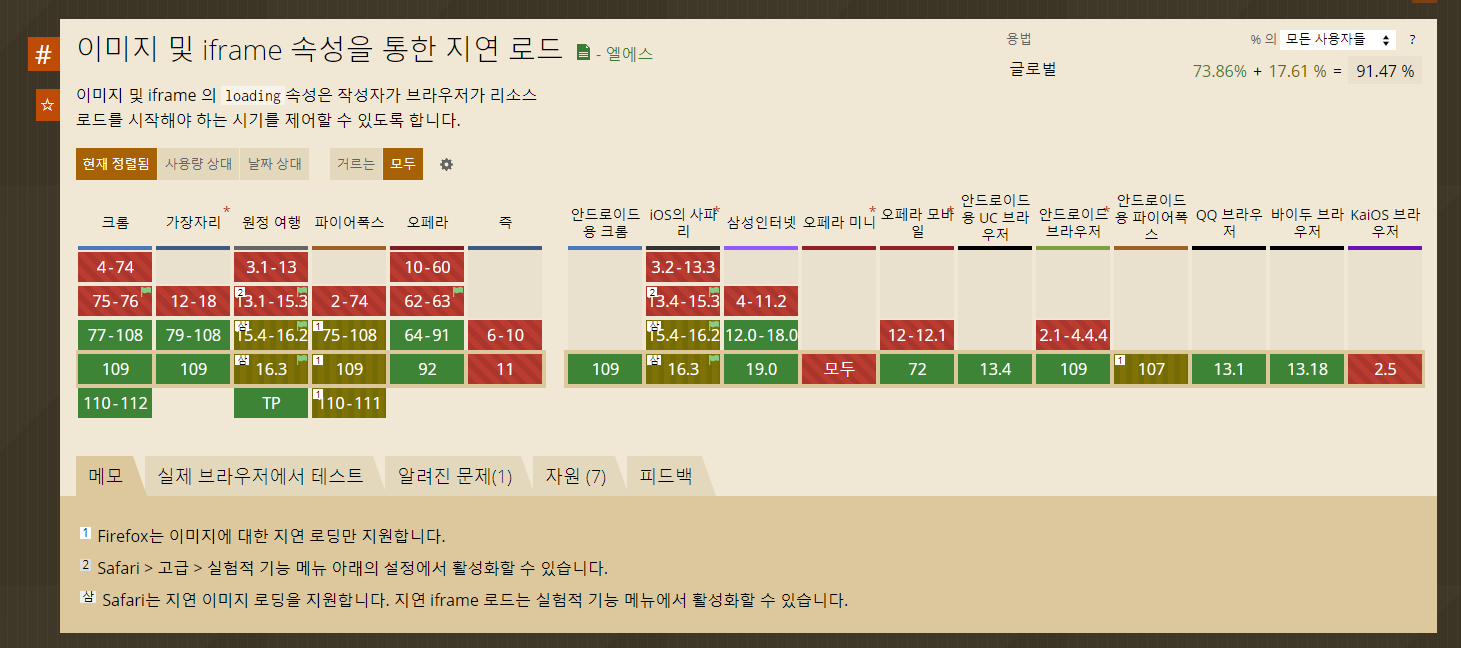 #
이미지 및 iframe 속성을 통한 지연 로드 - 엘에스
용법
% 의 모든 사용자들 ?
글로벌
73.86% + 17.61 % = 91.47 %
☆
이미지 및 iframe 의 loading 속성은 작성자가 브라우저가 리소스
로드를 시작해야 하는 시기를 제어할 수 있도록 합니다.
현재 정렬됨 사용량 상대 날짜 상대 거르는 모두
크롬 가장자리* 원정 여행 파이어폭스 오페라 즉
안드로이드용 크롬 iOS의 사파리* 삼성인터넷 오페라 미니* 오페라 모바일* 안드로이드용 UC 브라우저 안드로이드 브라우저* 안드로이드용 파이어폭스 QQ 브라우저 바이두 브라우저 KaiOS 브라우저
4-74 3.1-13 10-60 3.2-13.3
75-76 12-18 2 13.1-15.3 2-74 62-63 2 13.4-15.3 4-11.2
77-108 79-108 삼 15.4-16.2 1 75-108 64-91 6-10 삼 15.4-16.2 12.0-18.0 12-12.1 2.1-4.4.4
109 109 삼 16.3 1 109 92 11 109 삼 16.3 19.0 모두 72 13.4 109 1 107 13.1 13.18 2.5
110-112 TP 1 110-111
메모 실제 브라우저에서 테스트 알려진 문제(1) 자원 (7) 피드백
1 Firefox는 이미지에 대한 지연 로딩만 지원합니다.
2 Safari > 고급 > 실험적 기능 메뉴 아래의 설정에서 활성화할 수 있습니다.
삼 Safari는 지연 이미지 로딩을 지원합니다. 지연 iframe 로드는 실험적 기능 메뉴에서 활성화할 수 있습니다.